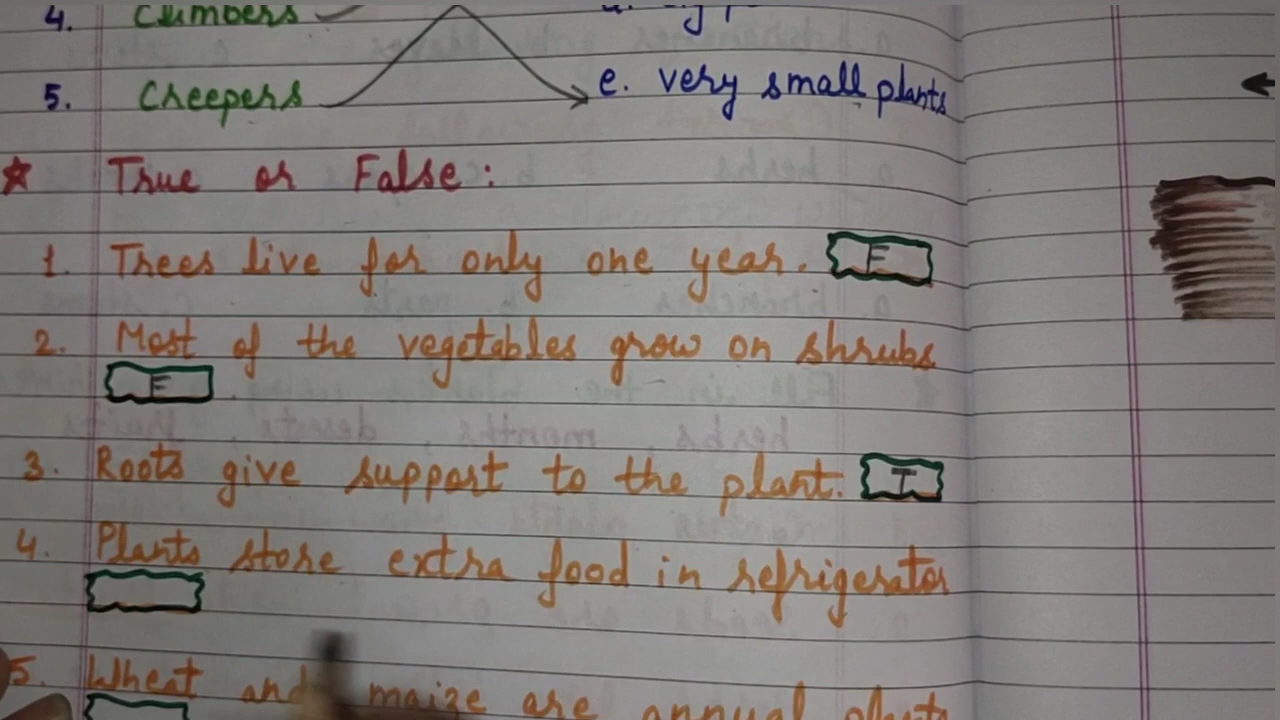 4. Climbers
5. Creepers e. very small plants
★ True or False:
1. Trees live for only one year. F
2. Most of the vegetables grow on shrubs
F.
3. Roots give support to the plant. T
4. Plants store extra food in refrigerator
5. Wheat and maize are annual plants